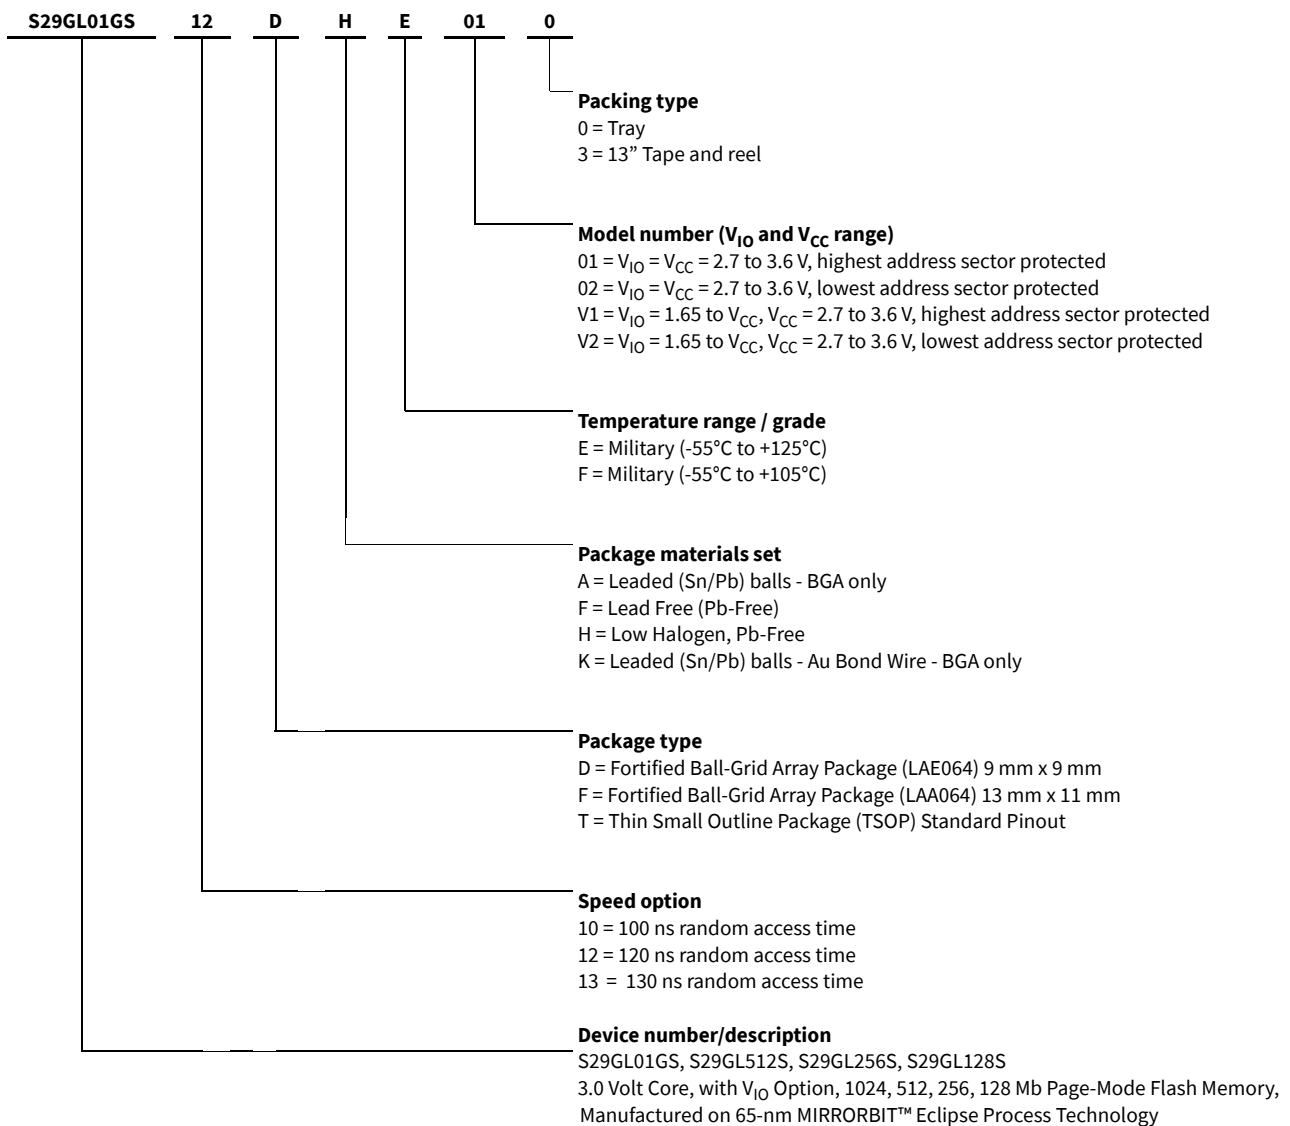 S29GL01GS 12 D H E 01 0
Packing type
0 = Tray
3 = 13” Tape and reel
Model number (VIO and VCC range)
01 = VIO = VCC = 2.7 to 3.6 V, highest address sector protected
02 = VIO = VCC = 2.7 to 3.6 V, lowest address sector protected
V1 = VIO = 1.65 to VCC, VCC = 2.7 to 3.6 V, highest address sector protected
V2 = VIO = 1.65 to VCC, VCC = 2.7 to 3.6 V, lowest address sector protected
Temperature range / grade
E = Military (-55°C to +125°C)
F = Military (-55°C to +105°C)
Package materials set
A = Leaded (Sn/Pb) balls - BGA only
F = Lead Free (Pb-Free)
H = Low Halogen, Pb-Free
K = Leaded (Sn/Pb) balls - Au Bond Wire - BGA only
Package type
D = Fortified Ball-Grid Array Package (LAE064) 9 mm x 9 mm
F = Fortified Ball-Grid Array Package (LAA064) 13 mm x 11 mm
T = Thin Small Outline Package (TSOP) Standard Pinout
Speed option
10 = 100 ns random access time
12 = 120 ns random access time
13 = 130 ns random access time
Device number/description
S29GL01GS, S29GL512S, S29GL256S, S29GL128S
3.0 Volt Core, with VIO Option, 1024, 512, 256, 128 Mb Page-Mode Flash Memory,
Manufactured on 65-nm MIRRORBIT™ Eclipse Process Technology